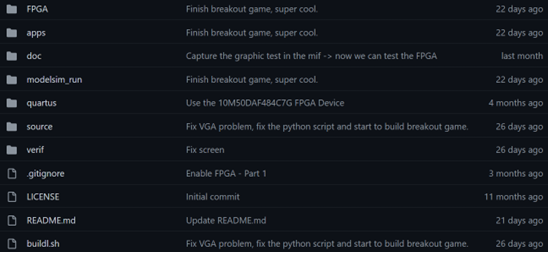 FPGA Finish breakout game, super cool. 22 days ago
apps Finish breakout game, super cool. 22 days ago
doc Capture the graphic test in the mif -> now we can test the FPGA last month
modelsim_run Finish breakout game, super cool. 22 days ago
quartus Use the 10M50DAF484C7G FPGA Device 4 months ago
source Fix VGA problem, fix the python script and start to build breakout game. 26 days ago
verif Fix screen 26 days ago
.gitignore Enable FPGA - Part 1 3 months ago
LICENSE Initial commit 11 months ago
README.md Update README.md 21 days ago
buildl.sh Fix VGA problem, fix the python script and start to build breakout game. 26 days ago